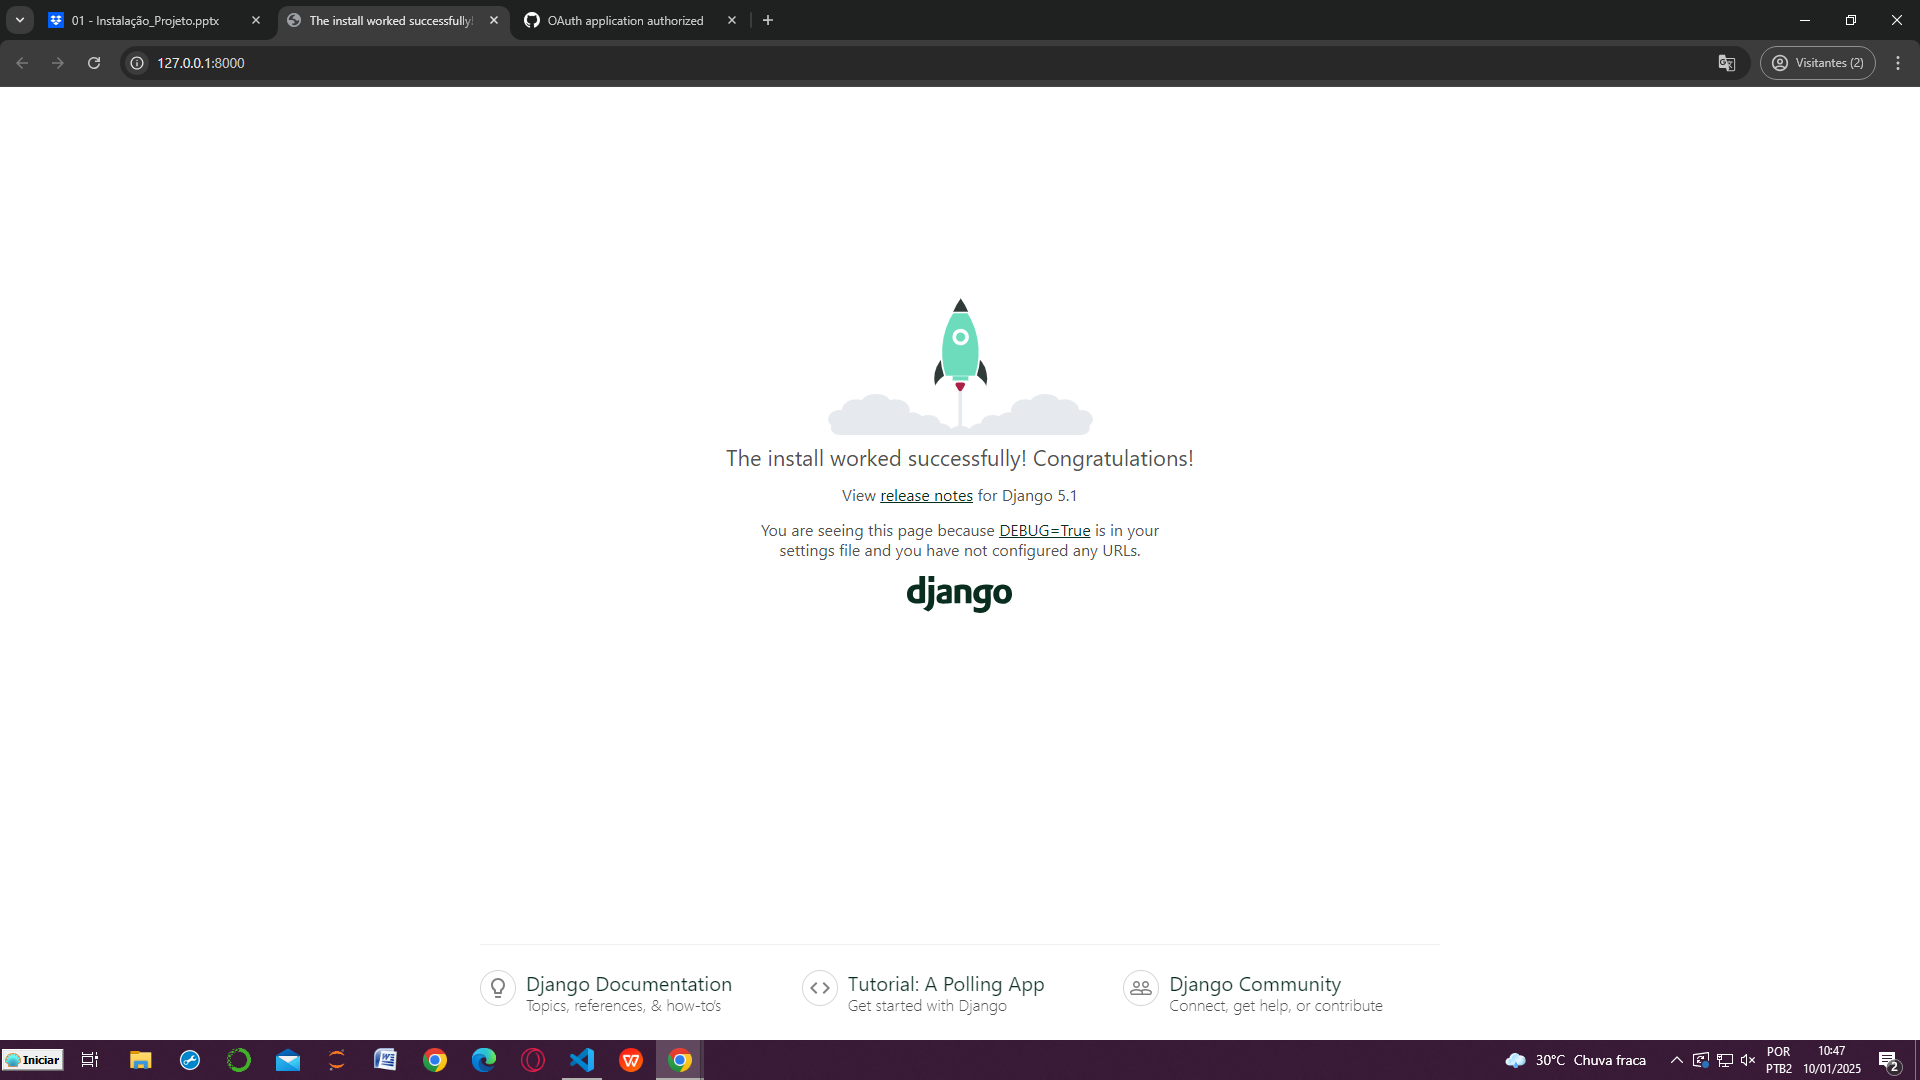 01 - Instalação_Projeto.pptx
The install worked successfully!
OAuth application authorized
127.0.0.1:8000
Visitantes (2)
The install worked successfully! Congratulations!
View release notes for Django 5.1
You are seeing this page because DEBUG=True is in your
settings file and you have not configured any URLs.
django
Django Documentation
Topics, references, & how-to's
Tutorial: A Polling App
Get started with Django
Django Community
Connect, get help, or contribute
Iniciar
30°C Chuva fraca
POR
PTB2
10:47
10/01/2025
2